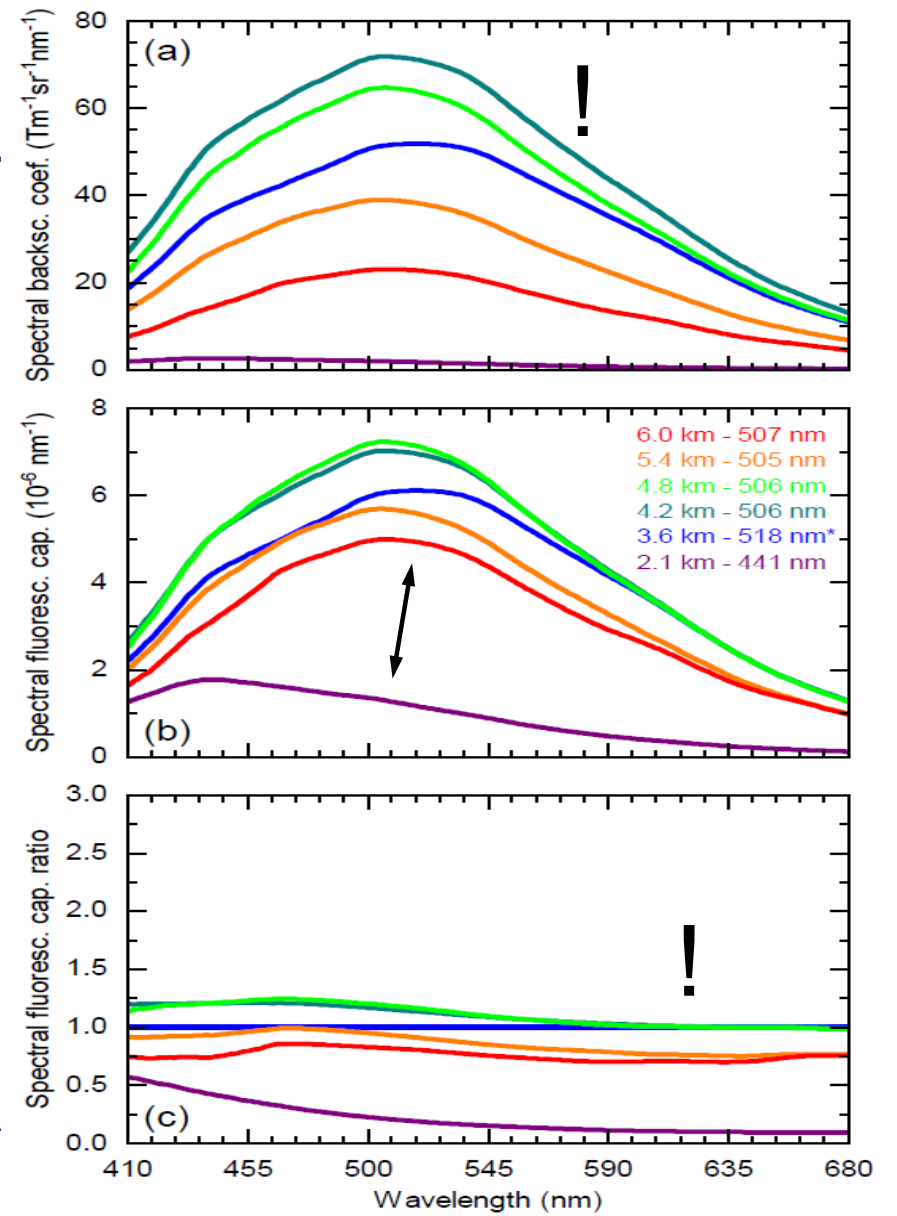 (a)
!
80
60
40
20
0
Spectral backsc. coef. (Tm⁻¹sr⁻¹nm⁻¹)
(b)
8
6
4
2
0
Spectral fluoresc. cap. (10⁻⁶ nm⁻¹)
6.0 km - 507 nm
5.4 km - 505 nm
4.8 km - 506 nm
4.2 km - 506 nm
3.6 km - 518 nm*
2.1 km - 441 nm
(c)
!
3.0
2.5
2.0
1.5
1.0
0.5
0.0
Spectral fluoresc. cap. ratio
410 455 500 545 590 635 680
Wavelength (nm)